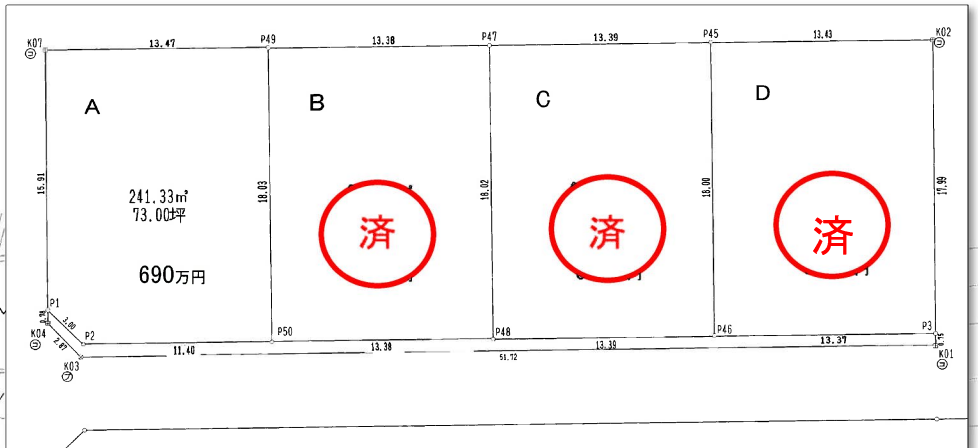 K07 13.47 P49 13.38 P47 13.39 P45 13.43 K02
A B C D
15.91 18.03 18.02 18.00 17.99
241.33㎡
73.00坪
済 済 済
690万円
P1
3.00
K04
2.87
P2 P50 P48 P46 P3
11.40 13.38 13.39 13.37
51.72
K03 K01